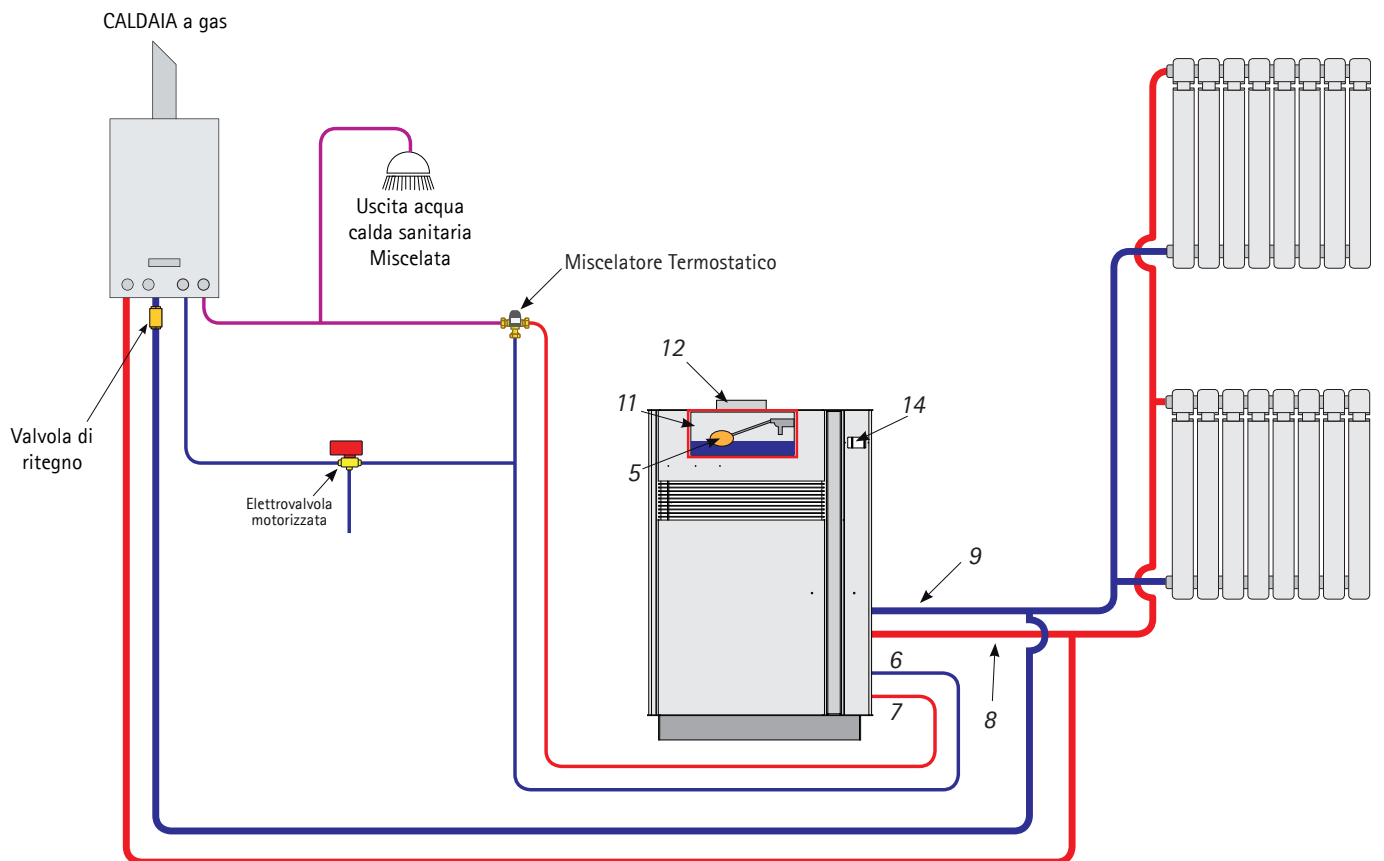 CALDAIA a gas
Uscita acqua
calda sanitaria
Miscelata
Miscelatore Termostatico
Valvola di
ritegno
Elettrovalvola
motorizzata
12
11
14
5
9
6
7
8